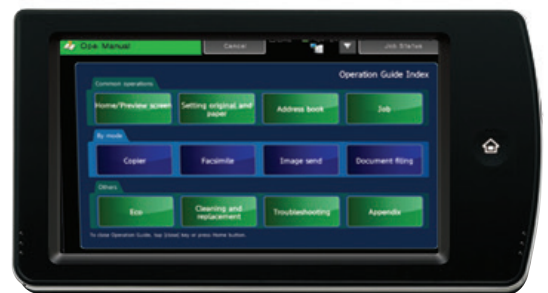 Ope. Manual Cancel Job Status
Operation Guide Index
Common operations
Home/Preview screen Setting original and paper Address book Job
By mode
Copier Facsimile Image send Document filing
Others
Eco Cleaning and replacement Troubleshooting Appendix
To close Operation Guide, tap [close] key or press Home button.